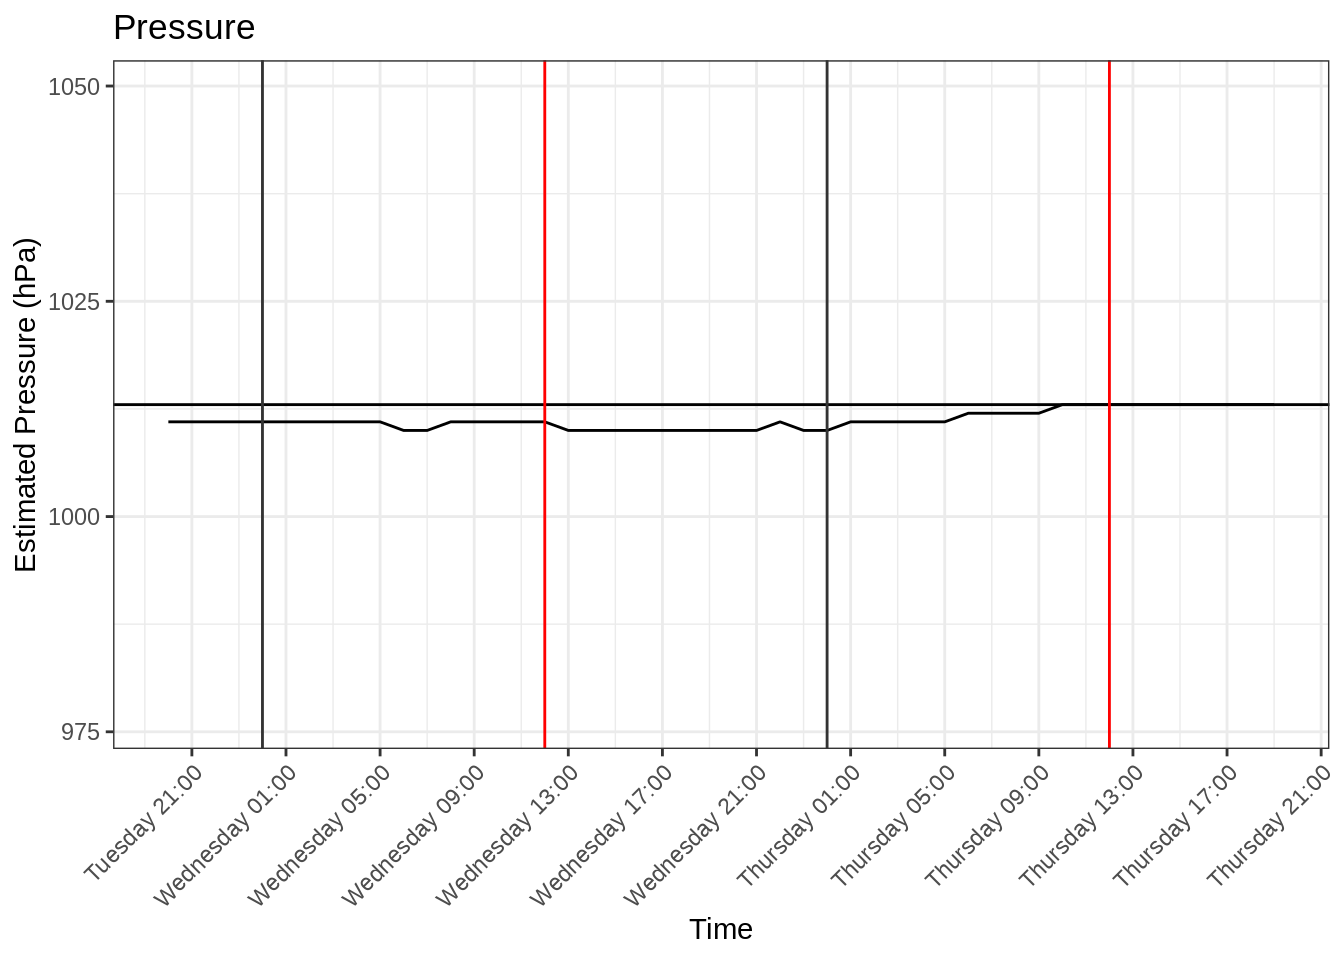 Pressure
Estimated Pressure (hPa)
1050
1025
1000
975
Tuesday 21:00
Wednesday 01:00
Wednesday 05:00
Wednesday 09:00
Wednesday 13:00
Wednesday 17:00
Wednesday 21:00
Thursday 01:00
Thursday 05:00
Thursday 09:00
Thursday 13:00
Thursday 17:00
Thursday 21:00
Time